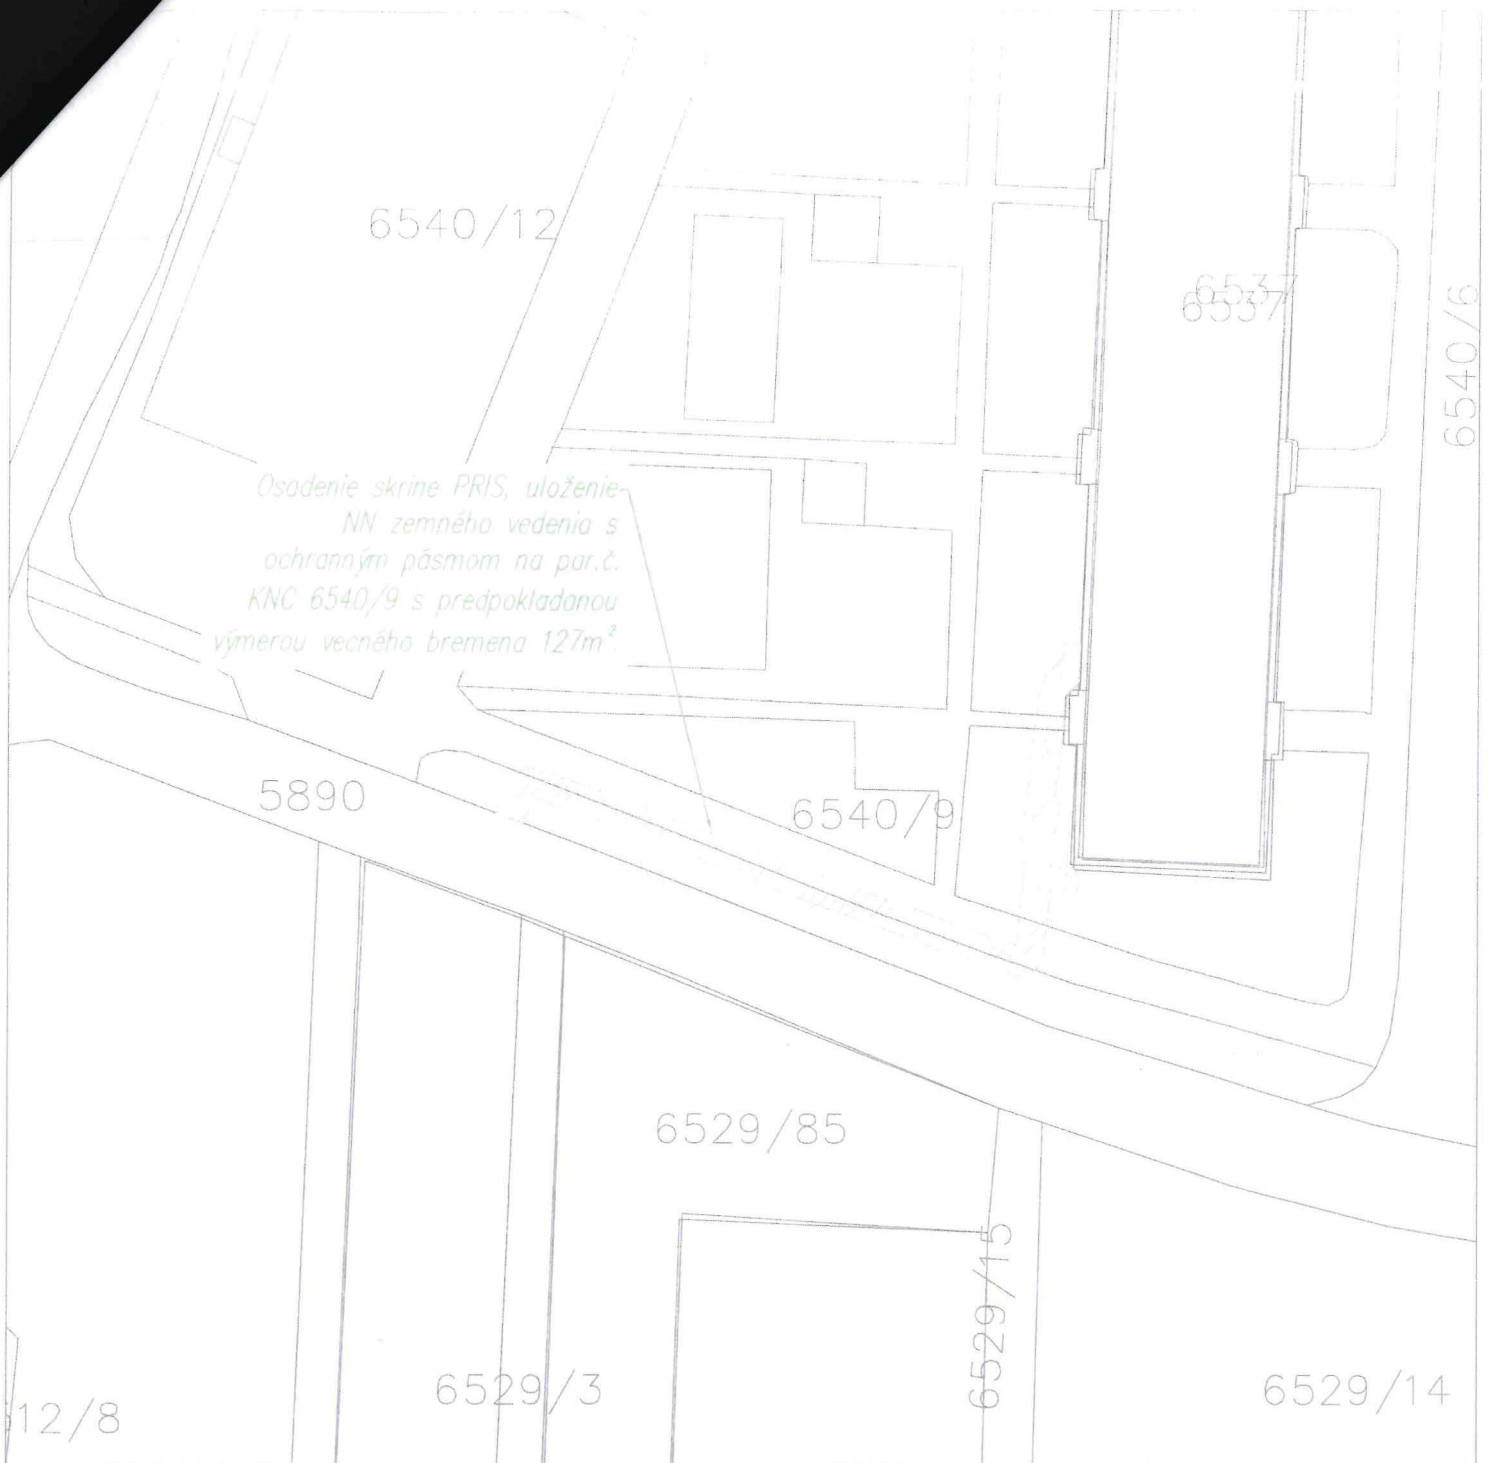 6540/12
6537
6537
6540/6
Osadenie skrine PRIS, uloženie
NN zemného vedenia s
ochranným pásmom na par.č.
KNC 6540/9 s predpokladanou
výmerou vecného bremena 127m²
5890
6540/9
6529/85
6529/15
6529/3
6529/14
12/8